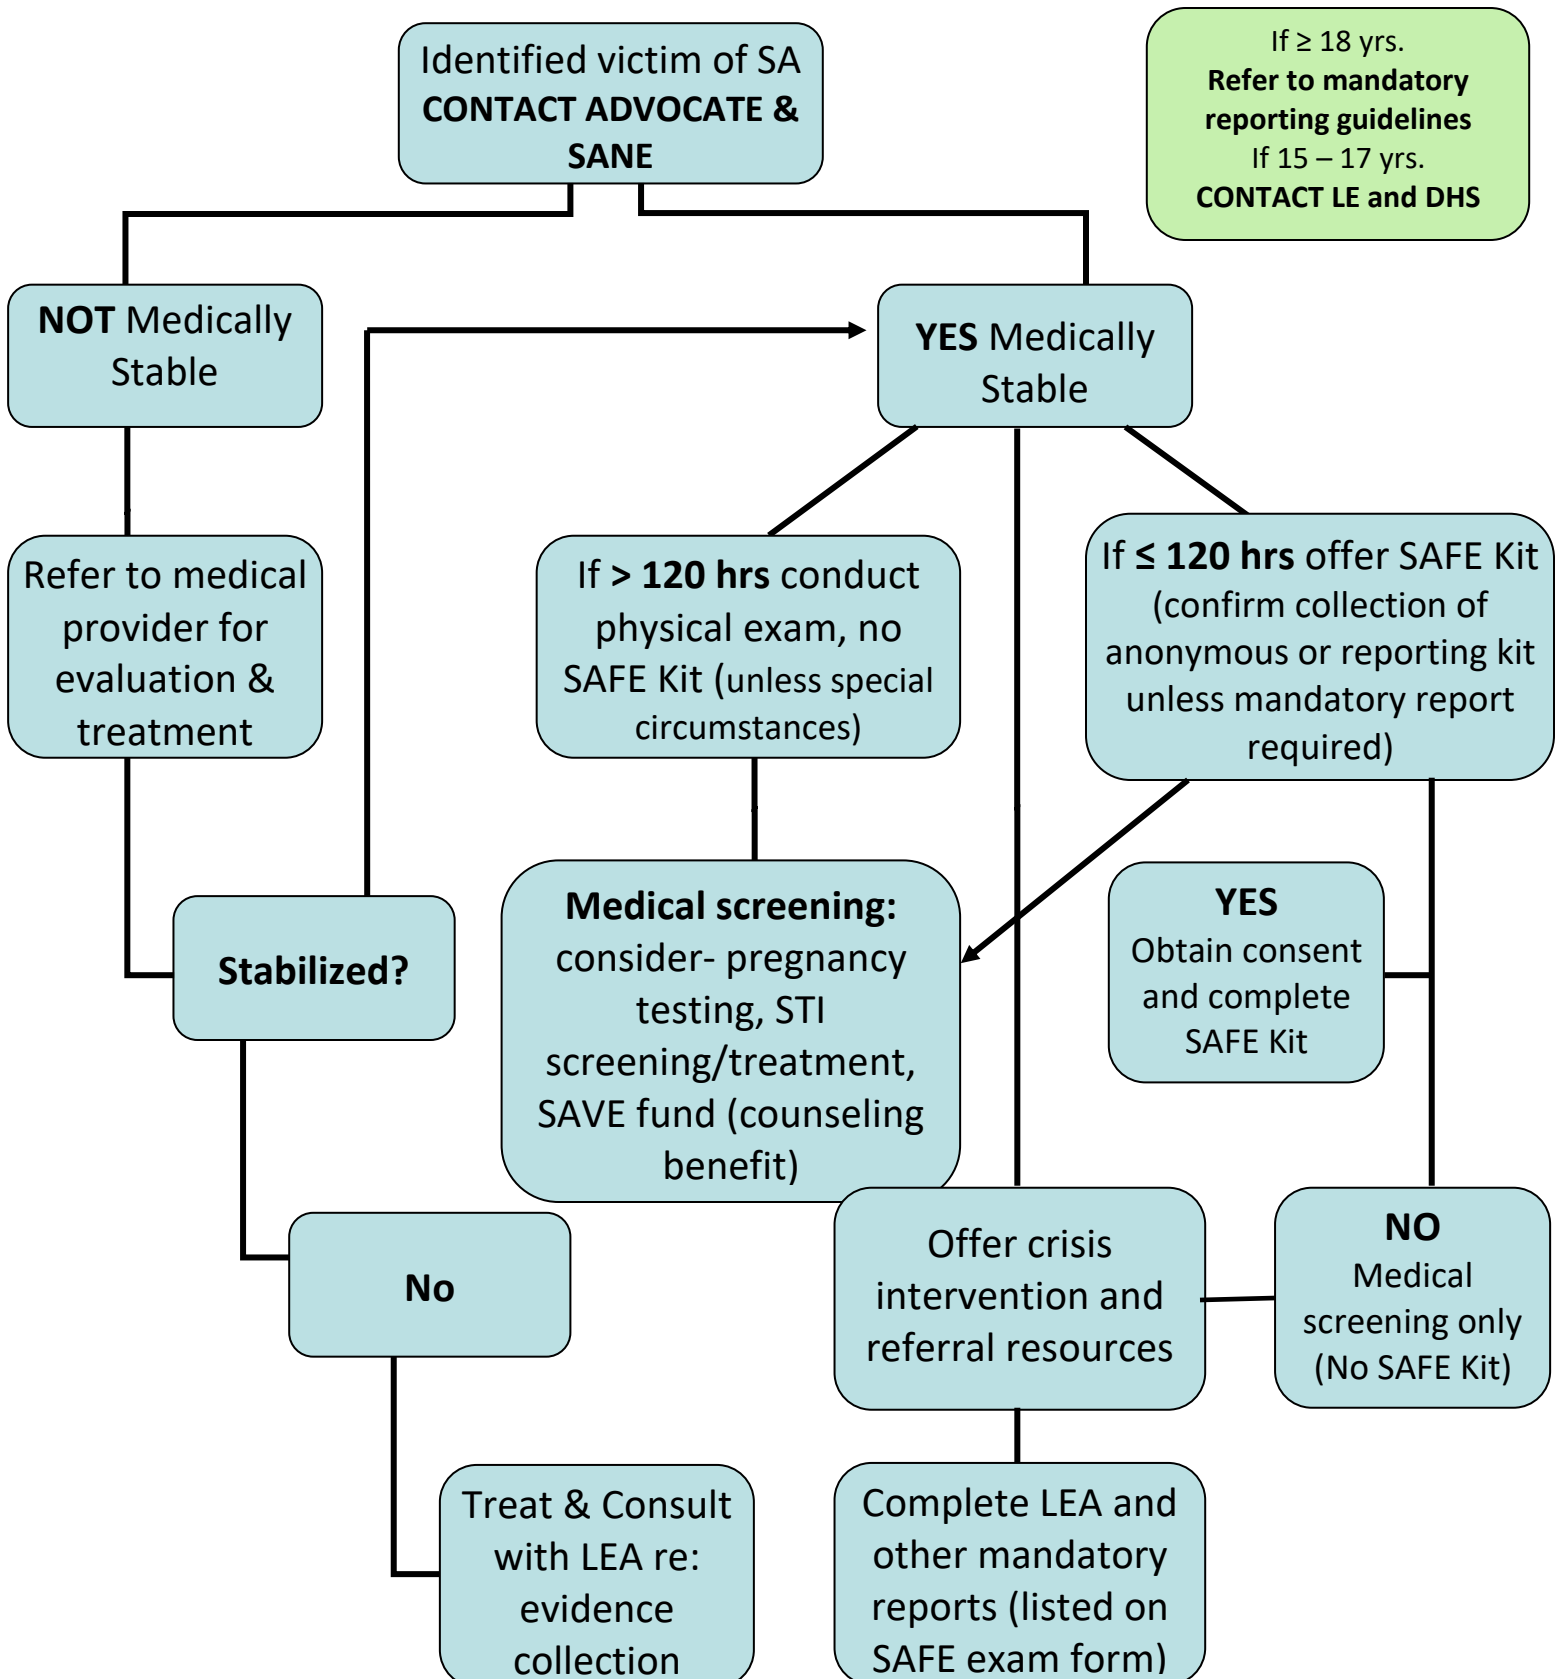 Identified victim of SA
CONTACT ADVOCATE &
SANE
If ≥ 18 yrs.
Refer to mandatory
reporting guidelines
If 15 – 17 yrs.
CONTACT LE and DHS
NOT Medically
Stable
YES Medically
Stable
Refer to medical
provider for
evaluation &
treatment
If > 120 hrs conduct
physical exam, no
SAFE Kit (unless special
circumstances)
If ≤ 120 hrs offer SAFE Kit
(confirm collection of
anonymous or reporting kit
unless mandatory report
required)
Stabilized?
Medical screening:
consider- pregnancy
testing, STI
screening/treatment,
SAVE fund (counseling
benefit)
YES
Obtain consent
and complete
SAFE Kit
No
Offer crisis
intervention and
referral resources
NO
Medical
screening only
(No SAFE Kit)
Treat & Consult
with LEA re:
evidence
collection
Complete LEA and
other mandatory
reports (listed on
SAFE exam form)